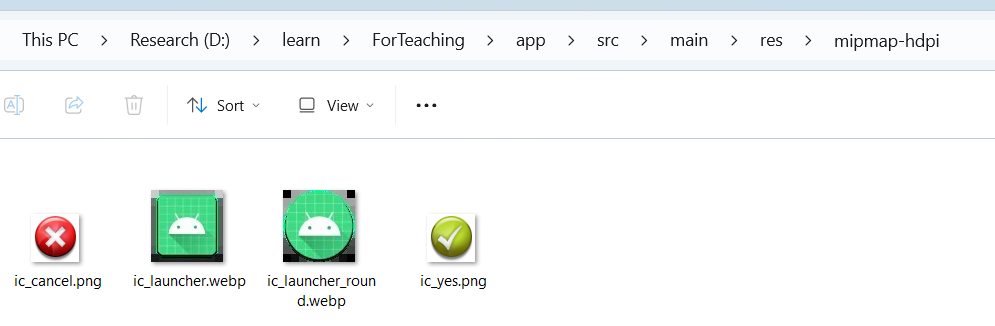 This PC > Research (D:) > learn > ForTeaching > app > src > main > res > mipmap-hdpi
Sort View
ic_cancel.png ic_launcher.webp ic_launcher_roun ic_yes.png
d.webp